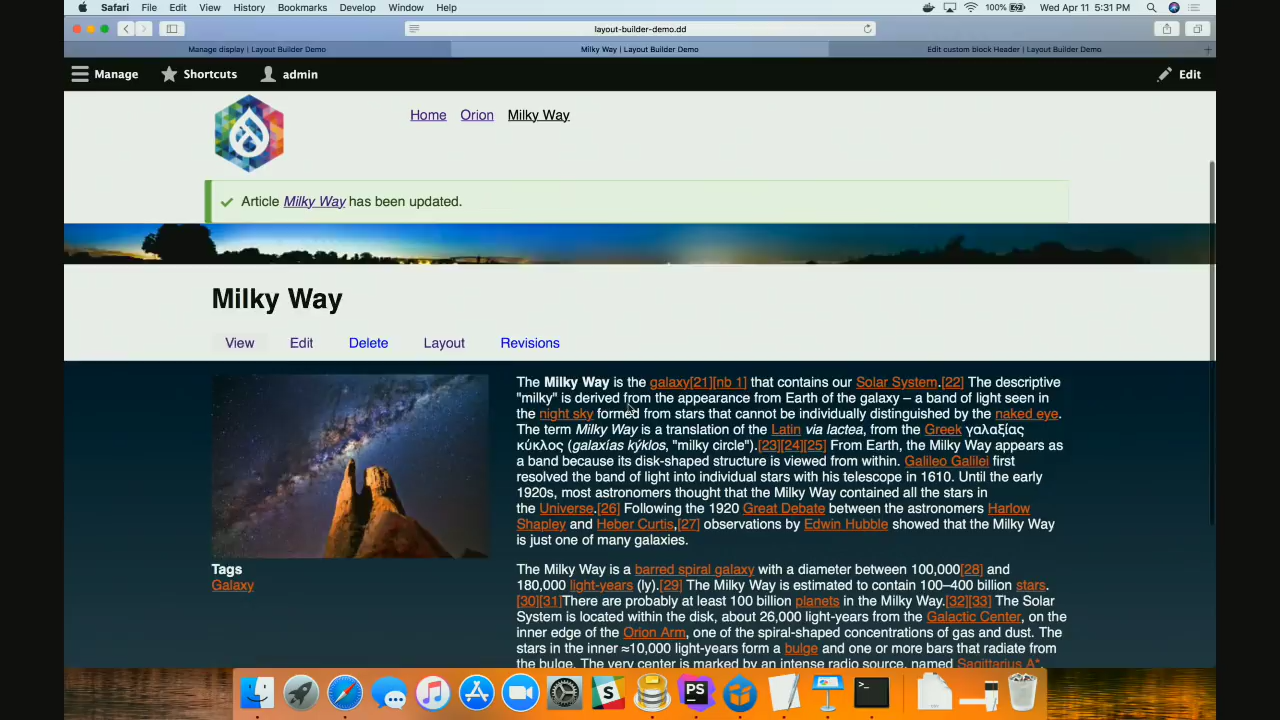 Safari File Edit View History Bookmarks Develop Window Help 100% Wed Apr 11 5:31 PM
layout-builder-demo.dd
Manage display | Layout Builder Demo Milky Way | Layout Builder Demo Edit custom block Header | Layout Builder Demo
Manage Shortcuts admin Edit
Home Orion Milky Way
Article Milky Way has been updated.
Milky Way
View Edit Delete Layout Revisions
The Milky Way is the galaxy[21][nb 1] that contains our Solar System.[22] The descriptive
"milky" is derived from the appearance from Earth of the galaxy – a band of light seen in
the night sky formed from stars that cannot be individually distinguished by the naked eye.
The term Milky Way is a translation of the Latin via lactea, from the Greek γαλαξίας
κύκλος (galaxías kýklos, "milky circle").[23][24][25] From Earth, the Milky Way appears as
a band because its disk-shaped structure is viewed from within. Galileo Galilei first
resolved the band of light into individual stars with his telescope in 1610. Until the early
1920s, most astronomers thought that the Milky Way contained all the stars in
the Universe.[26] Following the 1920 Great Debate between the astronomers Harlow
Shapley and Heber Curtis,[27] observations by Edwin Hubble showed that the Milky Way
is just one of many galaxies.
Tags
Galaxy
The Milky Way is a barred spiral galaxy with a diameter between 100,000[28] and
180,000 light-years (ly).[29] The Milky Way is estimated to contain 100–400 billion stars.
[30][31]There are probably at least 100 billion planets in the Milky Way.[32][33] The Solar
System is located within the disk, about 26,000 light-years from the Galactic Center, on the
inner edge of the Orion Arm, one of the spiral-shaped concentrations of gas and dust. The
stars in the inner ≈10,000 light-years form a bulge and one or more bars that radiate from
the bulge. The very center is marked by an intense radio source, named Sagittarius A*,
PS